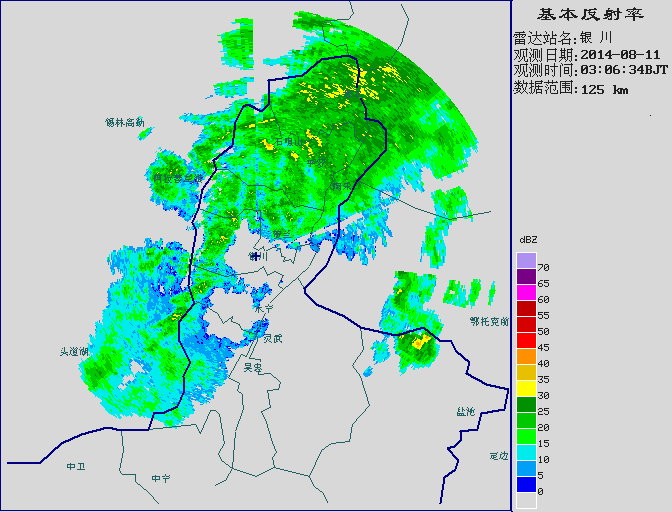 基本反射率
雷达站名: 银 川
观测日期: 2014-08-11
观测时间: 03:06:34BJT
数据范围: 125 km
锡林高勒
银川
永宁
灵武
吴忠
头道湖
鄂托克前
盐池
定边
中卫
中宁
dBZ
70
65
60
55
50
45
40
35
30
25
20
15
10
5
0